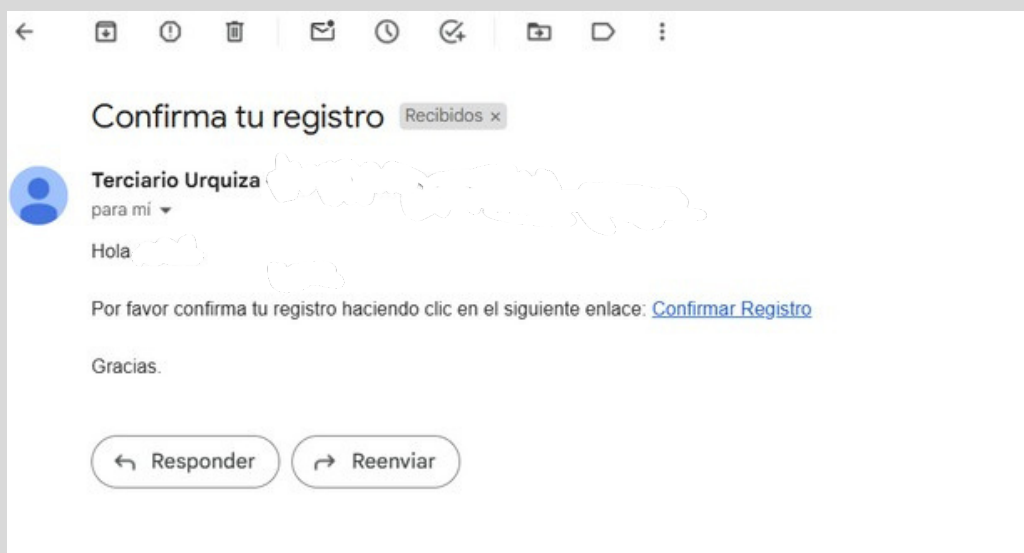 Confirma tu registro Recibidos ×
Terciario Urquiza
para mí
Hola
Por favor confirma tu registro haciendo clic en el siguiente enlace: Confirmar Registro
Gracias.
Responder Reenviar